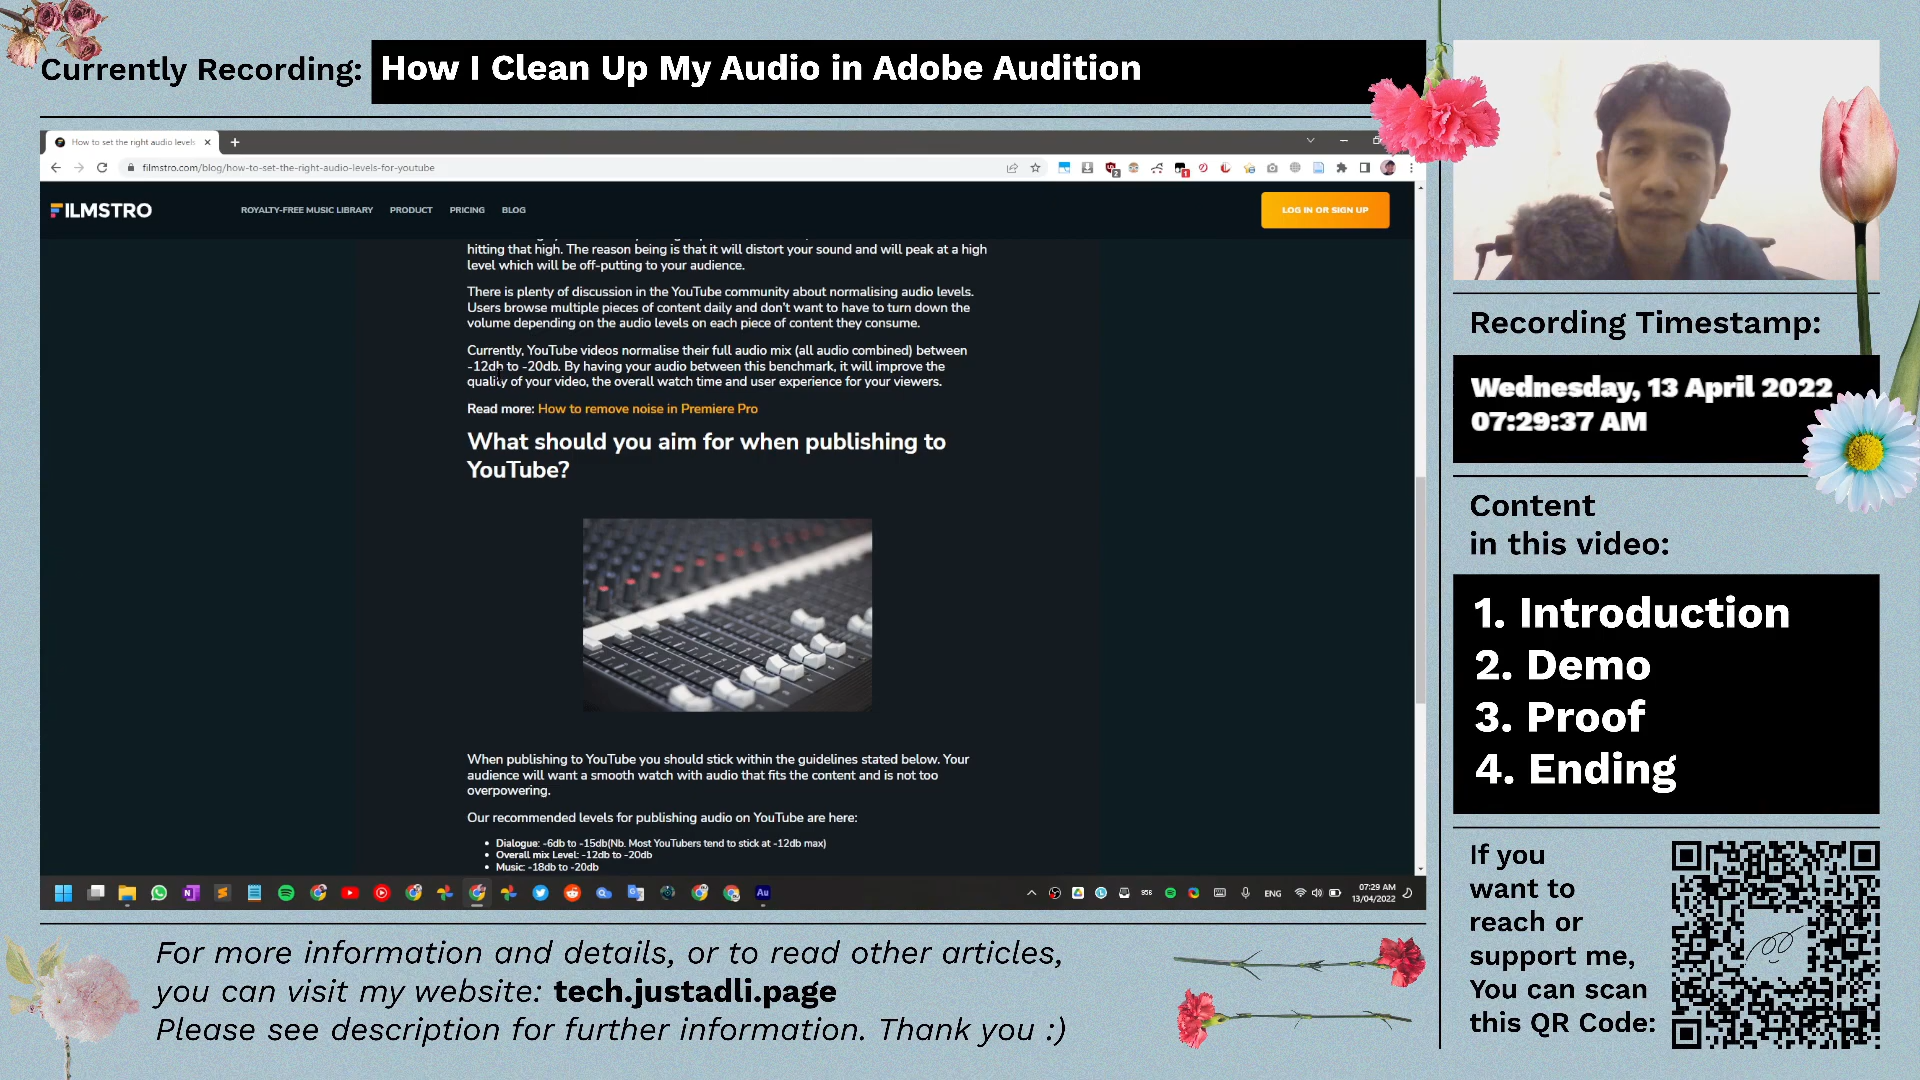 Currently Recording: How I Clean Up My Audio in Adobe Audition
How to set the right audio levels
filmstro.com/blog/how-to-set-the-right-audio-levels-for-youtube
FILMSTRO
ROYALTY-FREE MUSIC LIBRARY PRODUCT PRICING BLOG
LOG IN OR SIGN UP
hitting that high. The reason being is that it will distort your sound and will peak at a high
level which will be off-putting to your audience.
There is plenty of discussion in the YouTube community about normalising audio levels.
Users browse multiple pieces of content daily and don't want to have to turn down the
volume depending on the audio levels on each piece of content they consume.
Currently, YouTube videos normalise their full audio mix (all audio combined) between
-12db to -20db. By having your audio between this benchmark, it will improve the
quality of your video, the overall watch time and user experience for your viewers.
Read more: How to remove noise in Premiere Pro
What should you aim for when publishing to
YouTube?
When publishing to YouTube you should stick within the guidelines stated below. Your
audience will want a smooth watch with audio that fits the content and is not too
overpowering.
Our recommended levels for publishing audio on YouTube are here:
Dialogue: -6db to -15db(Nb. Most YouTubers tend to stick at -12db max)
Overall mix Level: -12db to -20db
Music: -18db to -20db
Au
ENG
07:29 AM
13/04/2022
For more information and details, or to read other articles,
you can visit my website: tech.justadli.page
Please see description for further information. Thank you :)
Recording Timestamp:
Wednesday, 13 April 2022
07:29:37 AM
Content
in this video:
1. Introduction
2. Demo
3. Proof
4. Ending
If you
want to
reach or
support me,
You can scan
this QR Code: